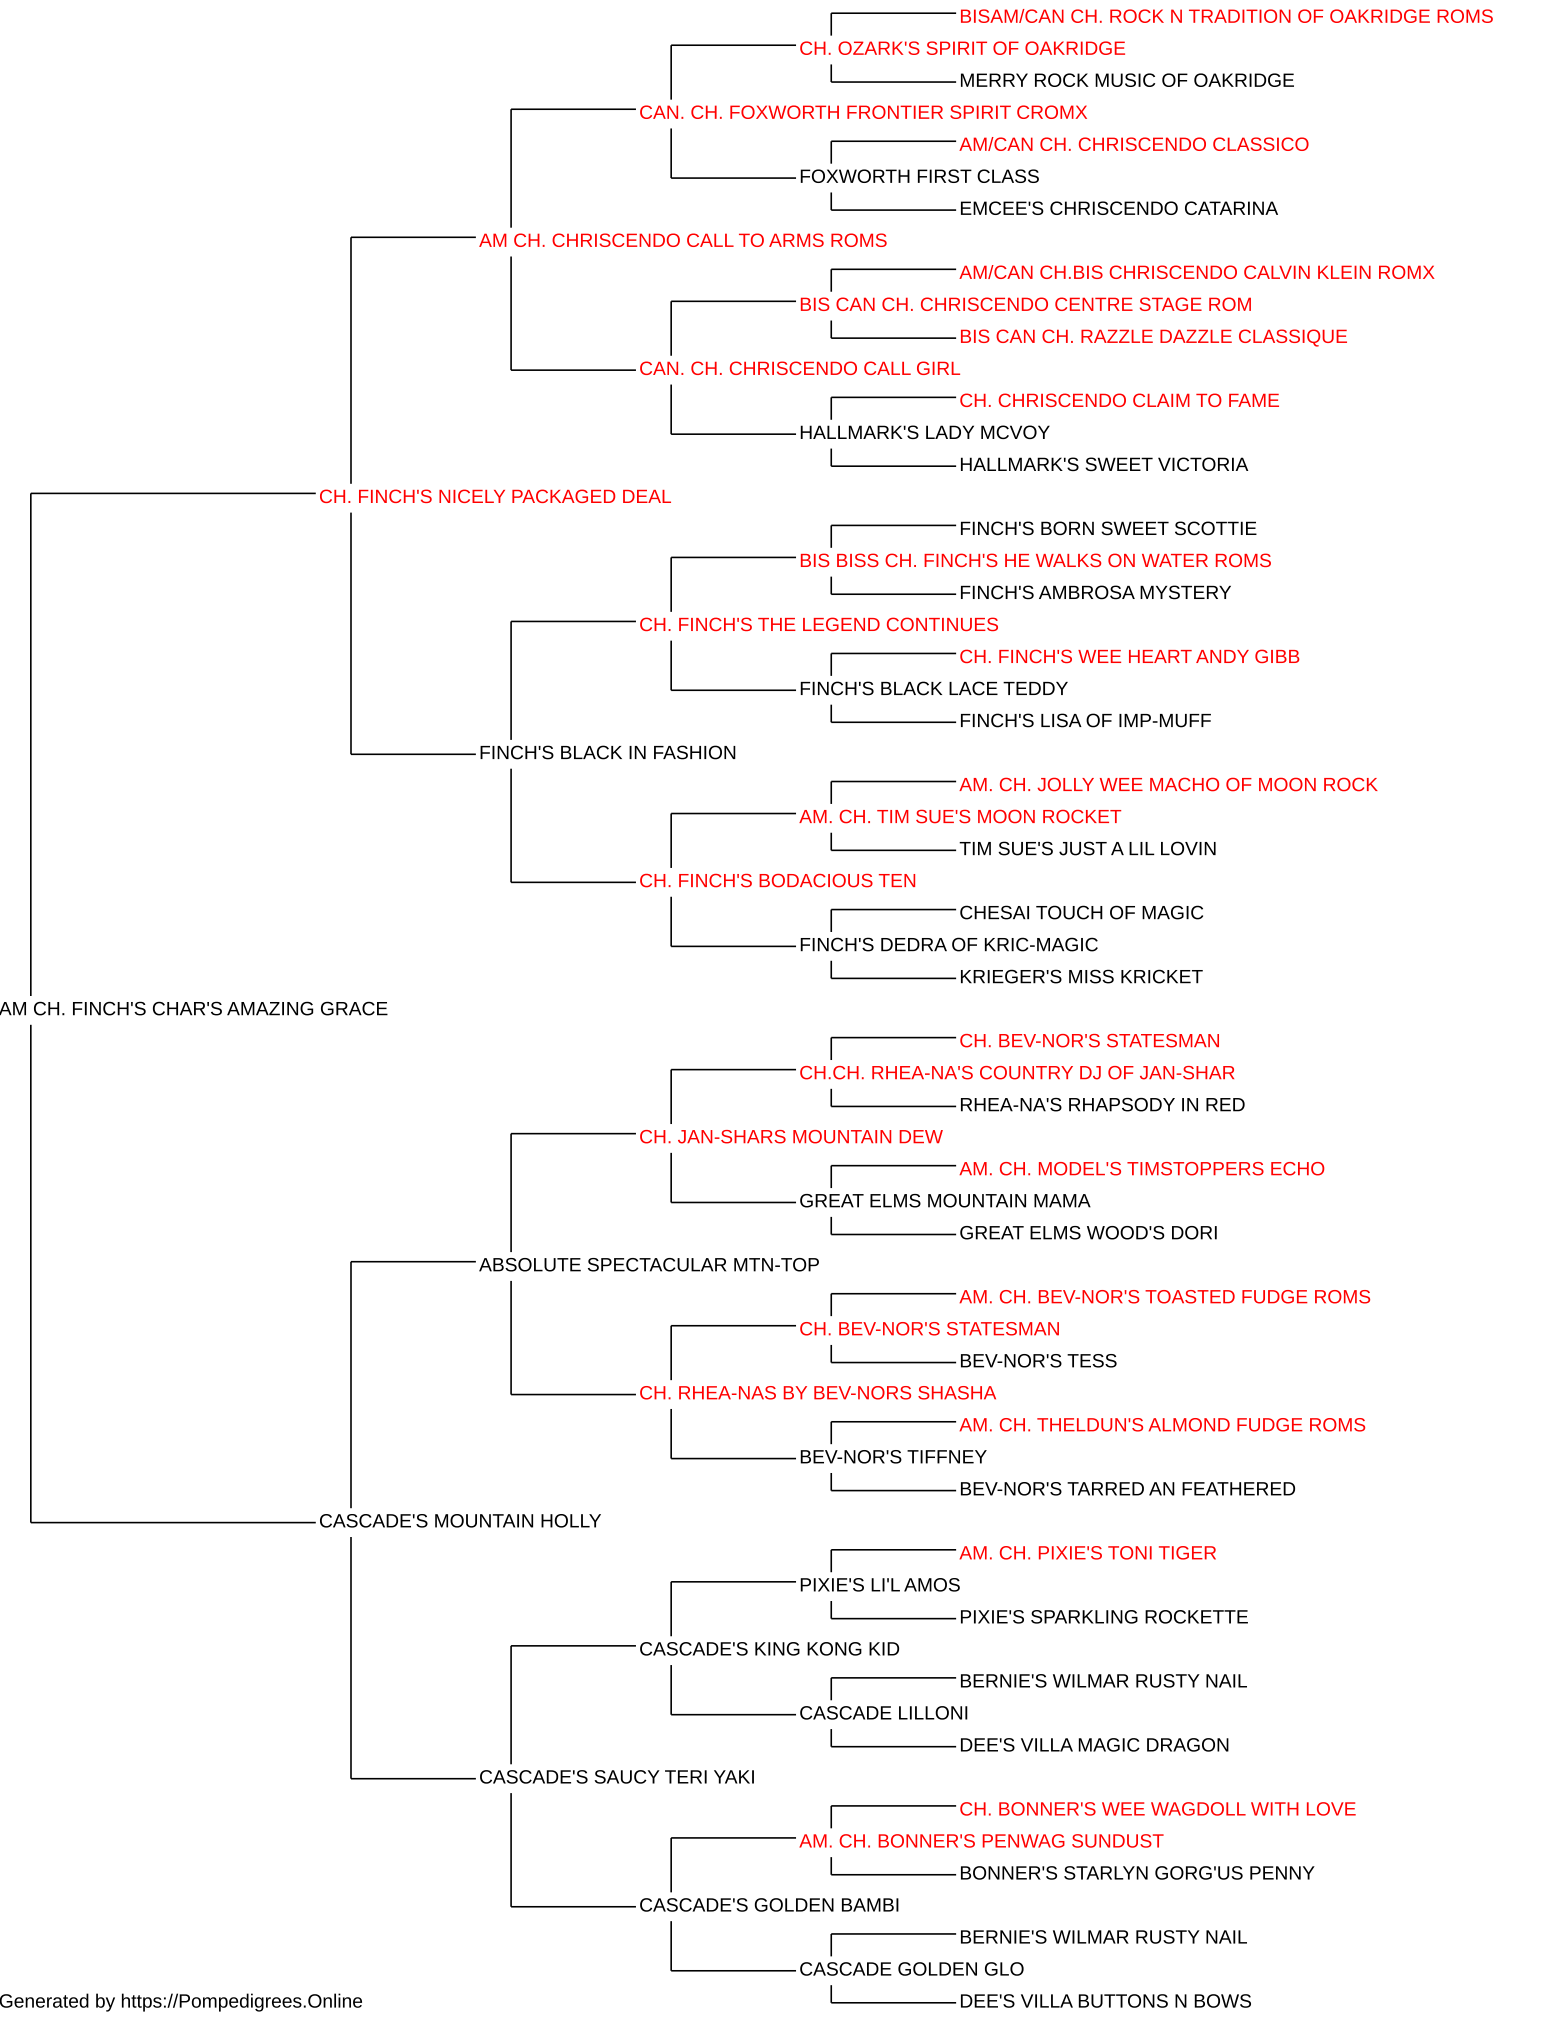 BISAM/CAN CH. ROCK N TRADITION OF OAKRIDGE ROMS
CH. OZARK'S SPIRIT OF OAKRIDGE
MERRY ROCK MUSIC OF OAKRIDGE
CAN. CH. FOXWORTH FRONTIER SPIRIT CROMX
AM/CAN CH. CHRISCENDO CLASSICO
FOXWORTH FIRST CLASS
EMCEE'S CHRISCENDO CATARINA
AM CH. CHRISCENDO CALL TO ARMS ROMS
AM/CAN CH.BIS CHRISCENDO CALVIN KLEIN ROMX
BIS CAN CH. CHRISCENDO CENTRE STAGE ROM
BIS CAN CH. RAZZLE DAZZLE CLASSIQUE
CAN. CH. CHRISCENDO CALL GIRL
CH. CHRISCENDO CLAIM TO FAME
HALLMARK'S LADY MCVOY
HALLMARK'S SWEET VICTORIA
CH. FINCH'S NICELY PACKAGED DEAL
FINCH'S BORN SWEET SCOTTIE
BIS BISS CH. FINCH'S HE WALKS ON WATER ROMS
FINCH'S AMBROSA MYSTERY
CH. FINCH'S THE LEGEND CONTINUES
CH. FINCH'S WEE HEART ANDY GIBB
FINCH'S BLACK LACE TEDDY
FINCH'S LISA OF IMP-MUFF
FINCH'S BLACK IN FASHION
AM. CH. JOLLY WEE MACHO OF MOON ROCK
AM. CH. TIM SUE'S MOON ROCKET
TIM SUE'S JUST A LIL LOVIN
CH. FINCH'S BODACIOUS TEN
CHESAI TOUCH OF MAGIC
FINCH'S DEDRA OF KRIC-MAGIC
KRIEGER'S MISS KRICKET
AM CH. FINCH'S CHAR'S AMAZING GRACE
CH. BEV-NOR'S STATESMAN
CH.CH. RHEA-NA'S COUNTRY DJ OF JAN-SHAR
RHEA-NA'S RHAPSODY IN RED
CH. JAN-SHARS MOUNTAIN DEW
AM. CH. MODEL'S TIMSTOPPERS ECHO
GREAT ELMS MOUNTAIN MAMA
GREAT ELMS WOOD'S DORI
ABSOLUTE SPECTACULAR MTN-TOP
AM. CH. BEV-NOR'S TOASTED FUDGE ROMS
CH. BEV-NOR'S STATESMAN
BEV-NOR'S TESS
CH. RHEA-NAS BY BEV-NORS SHASHA
AM. CH. THELDUN'S ALMOND FUDGE ROMS
BEV-NOR'S TIFFNEY
BEV-NOR'S TARRED AN FEATHERED
CASCADE'S MOUNTAIN HOLLY
AM. CH. PIXIE'S TONI TIGER
PIXIE'S LI'L AMOS
PIXIE'S SPARKLING ROCKETTE
CASCADE'S KING KONG KID
BERNIE'S WILMAR RUSTY NAIL
CASCADE LILLONI
DEE'S VILLA MAGIC DRAGON
CASCADE'S SAUCY TERI YAKI
CH. BONNER'S WEE WAGDOLL WITH LOVE
AM. CH. BONNER'S PENWAG SUNDUST
BONNER'S STARLYN GORG'US PENNY
CASCADE'S GOLDEN BAMBI
BERNIE'S WILMAR RUSTY NAIL
CASCADE GOLDEN GLO
DEE'S VILLA BUTTONS N BOWS
Generated by https://Pompedigrees.Online